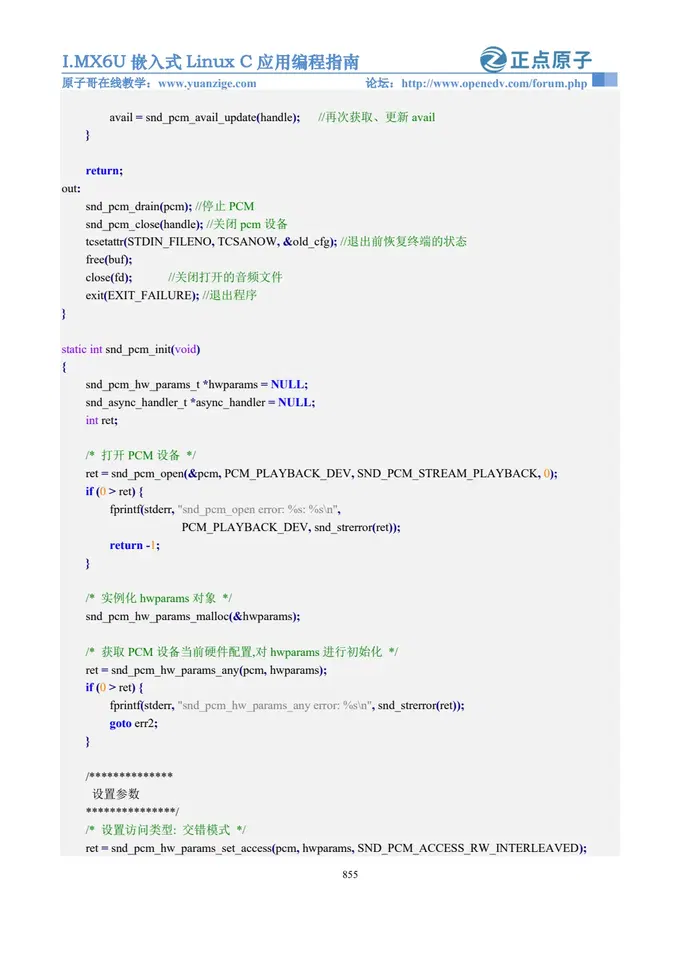 I.MX6U 嵌入式 Linux C 应用编程指南
正点原子
原子哥在线教学：www.yuanzige.com 论坛：http://www.openedv.com/forum.php
avail = snd_pcm_avail_update(handle); //再次获取、更新 avail
}
return;
out:
snd_pcm_drain(pcm); //停止 PCM
snd_pcm_close(handle); //关闭 pcm 设备
tcsetattr(STDIN_FILENO, TCSANOW, &old_cfg); //退出前恢复终端的状态
free(buf);
close(fd); //关闭打开的音频文件
exit(EXIT_FAILURE); //退出程序
}
static int snd_pcm_init(void)
{
snd_pcm_hw_params_t *hwparams = NULL;
snd_async_handler_t *async_handler = NULL;
int ret;
/* 打开 PCM 设备 */
ret = snd_pcm_open(&pcm, PCM_PLAYBACK_DEV, SND_PCM_STREAM_PLAYBACK, 0);
if (0 > ret) {
fprintf(stderr, "snd_pcm_open error: %s: %s\n",
PCM_PLAYBACK_DEV, snd_strerror(ret));
return -1;
}
/* 实例化 hwparams 对象 */
snd_pcm_hw_params_malloc(&hwparams);
/* 获取 PCM 设备当前硬件配置,对 hwparams 进行初始化 */
ret = snd_pcm_hw_params_any(pcm, hwparams);
if (0 > ret) {
fprintf(stderr, "snd_pcm_hw_params_any error: %s\n", snd_strerror(ret));
goto err2;
}
/**************
设置参数
***************/
/* 设置访问类型: 交错模式 */
ret = snd_pcm_hw_params_set_access(pcm, hwparams, SND_PCM_ACCESS_RW_INTERLEAVED);
855